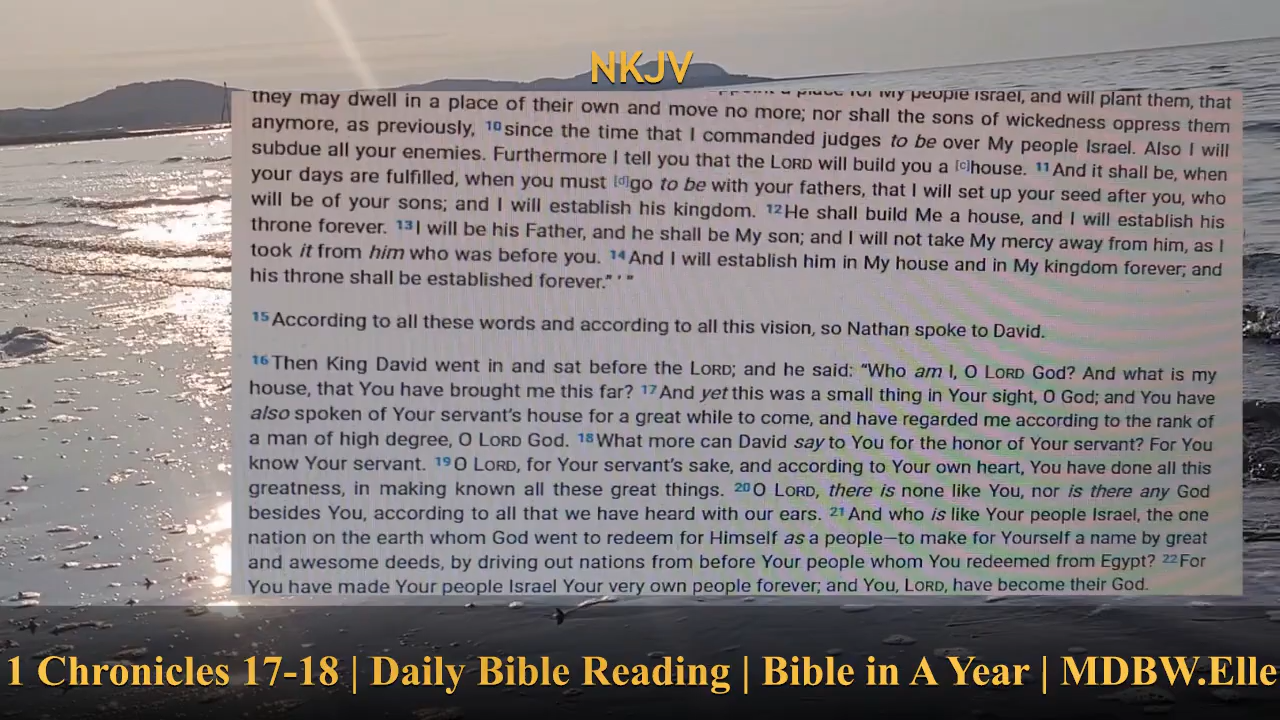 NKJV
place for My people Israel, and will plant them, that
they may dwell in a place of their own and move no more; nor shall the sons of wickedness oppress them
anymore, as previously, 10 since the time that I commanded judges to be over My people Israel. Also I will
subdue all your enemies. Furthermore I tell you that the LORD will build you a [c]house. 11 And it shall be, when
your days are fulfilled, when you must [d]go to be with your fathers, that I will set up your seed after you, who
will be of your sons; and I will establish his kingdom. 12 He shall build Me a house, and I will establish his
throne forever. 13 I will be his Father, and he shall be My son; and I will not take My mercy away from him, as I
took it from him who was before you. 14 And I will establish him in My house and in My kingdom forever; and
his throne shall be established forever.” ’ ”
15 According to all these words and according to all this vision, so Nathan spoke to David.
16 Then King David went in and sat before the LORD; and he said: “Who am I, O LORD God? And what is my
house, that You have brought me this far? 17 And yet this was a small thing in Your sight, O God; and You have
also spoken of Your servant’s house for a great while to come, and have regarded me according to the rank of
a man of high degree, O LORD God. 18 What more can David say to You for the honor of Your servant? For You
know Your servant. 19 O LORD, for Your servant’s sake, and according to Your own heart, You have done all this
greatness, in making known all these great things. 20 O LORD, there is none like You, nor is there any God
besides You, according to all that we have heard with our ears. 21 And who is like Your people Israel, the one
nation on the earth whom God went to redeem for Himself as a people—to make for Yourself a name by great
and awesome deeds, by driving out nations from before Your people whom You redeemed from Egypt? 22 For
You have made Your people Israel Your very own people forever; and You, LORD, have become their God.
1 Chronicles 17-18 | Daily Bible Reading | Bible in A Year | MDBW.Elle